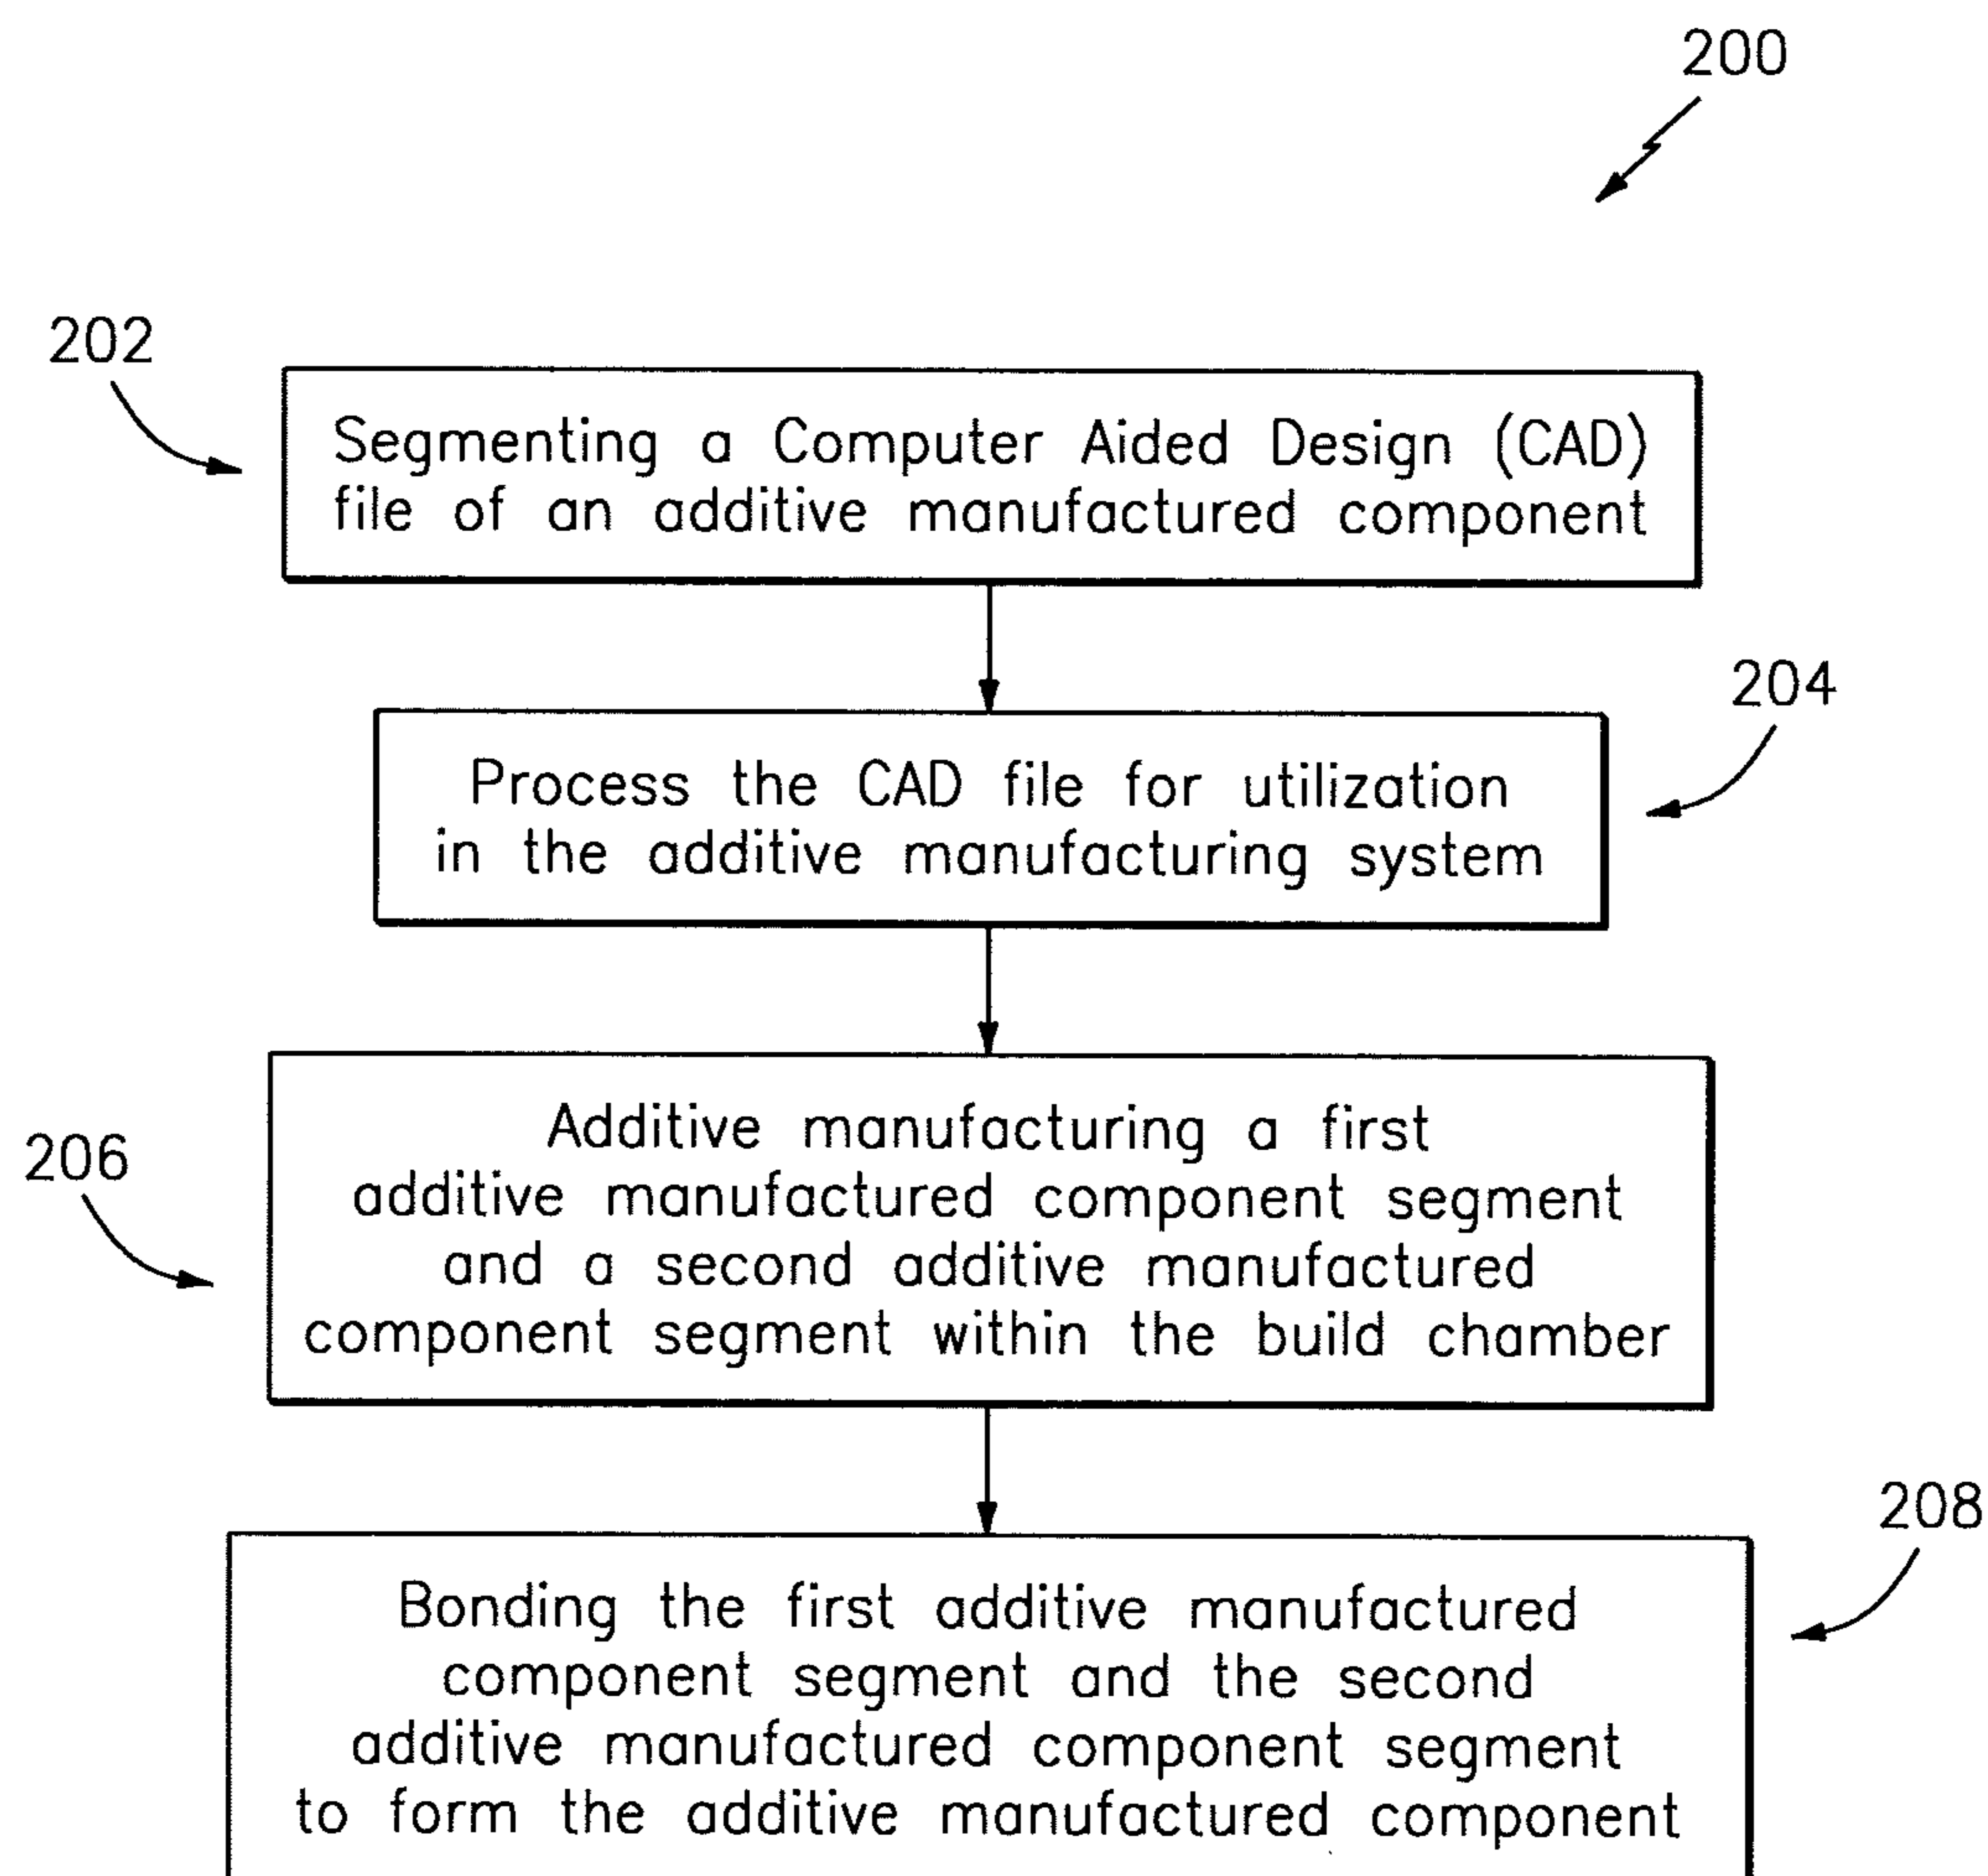 200
202
Segmenting a Computer Aided Design (CAD)
file of an additive manufactured component
204
Process the CAD file for utilization
in the additive manufacturing system
206
Additive manufacturing a first
additive manufactured component segment
and a second additive manufactured
component segment within the build chamber
208
Bonding the first additive manufactured
component segment and the second
additive manufactured component segment
to form the additive manufactured component